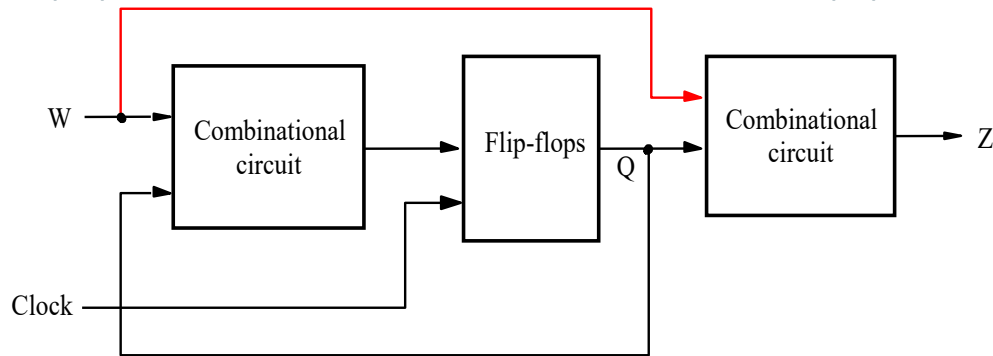 W
Combinational
circuit
Flip-flops
Q
Combinational
circuit
Z
Clock